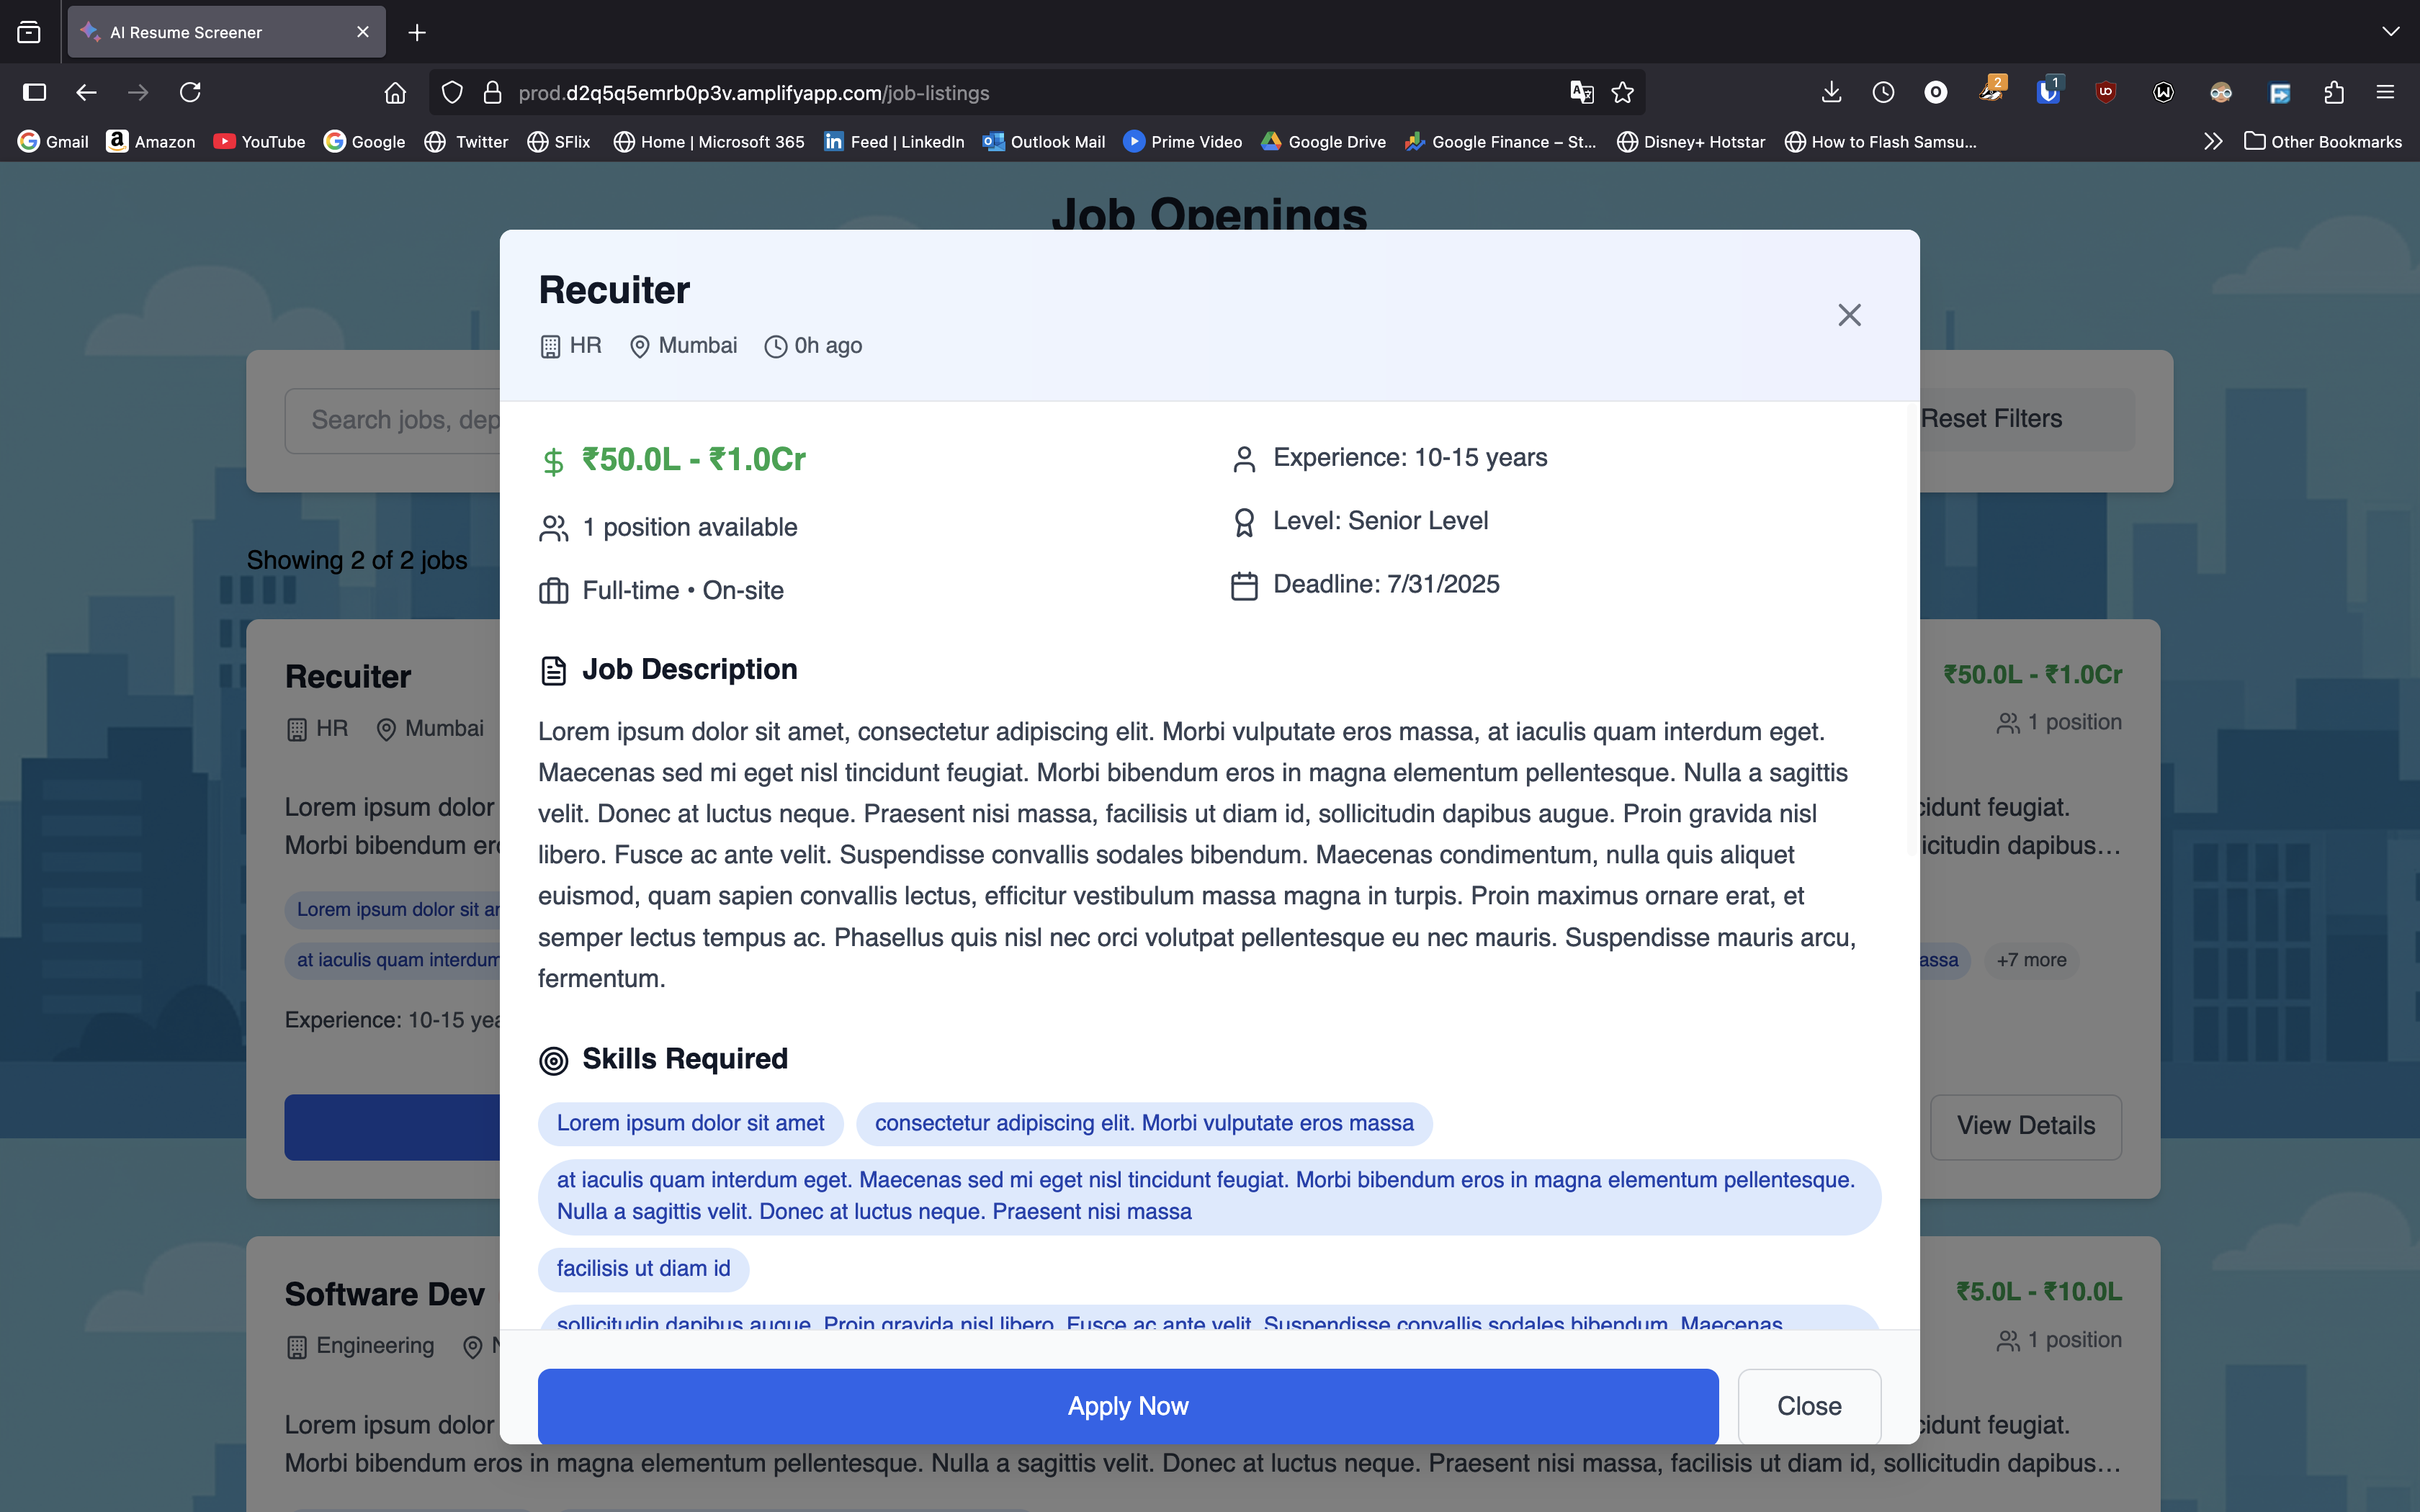 AI Resume Screener
prod.d2q5q5emrb0p3v.amplifyapp.com/job-listings
2
1
Gmail
Amazon
YouTube
Google
Twitter
SFlix
Home | Microsoft 365
Feed | LinkedIn
Outlook Mail
Prime Video
Google Drive
Google Finance – St...
Disney+ Hotstar
How to Flash Samsu...
Other Bookmarks
Job Openings
Search jobs, dep
Reset Filters
Showing 2 of 2 jobs
Recuiter
HR Mumbai
₹50.0L - ₹1.0Cr
1 position
Lorem ipsum dolor
cidunt feugiat.
Morbi bibendum ero
licitudin dapibus...
Lorem ipsum dolor sit ar
at iaculis quam interdum
assa
+7 more
Experience: 10-15 yea
View Details
Recuiter
HR Mumbai 0h ago
₹50.0L - ₹1.0Cr
1 position available
Full-time • On-site
Experience: 10-15 years
Level: Senior Level
Deadline: 7/31/2025
Job Description
Lorem ipsum dolor sit amet, consectetur adipiscing elit. Morbi vulputate eros massa, at iaculis quam interdum eget.
Maecenas sed mi eget nisl tincidunt feugiat. Morbi bibendum eros in magna elementum pellentesque. Nulla a sagittis
velit. Donec at luctus neque. Praesent nisi massa, facilisis ut diam id, sollicitudin dapibus augue. Proin gravida nisl
libero. Fusce ac ante velit. Suspendisse convallis sodales bibendum. Maecenas condimentum, nulla quis aliquet
euismod, quam sapien convallis lectus, efficitur vestibulum massa magna in turpis. Proin maximus ornare erat, et
semper lectus tempus ac. Phasellus quis nisl nec orci volutpat pellentesque eu nec mauris. Suspendisse mauris arcu,
fermentum.
Skills Required
Lorem ipsum dolor sit amet
consectetur adipiscing elit. Morbi vulputate eros massa
at iaculis quam interdum eget. Maecenas sed mi eget nisl tincidunt feugiat. Morbi bibendum eros in magna elementum pellentesque.
Nulla a sagittis velit. Donec at luctus neque. Praesent nisi massa
facilisis ut diam id
sollicitudin dapibus augue. Proin gravida nisl libero. Fusce ac ante velit. Suspendisse convallis sodales bibendum. Maecenas
Apply Now
Close
Software Dev
Engineering
₹5.0L - ₹10.0L
1 position
Lorem ipsum dolor
cidunt feugiat.
Morbi bibendum eros in magna elementum pellentesque. Nulla a sagittis velit. Donec at luctus neque. Praesent nisi massa, facilisis ut diam id, sollicitudin dapibus...